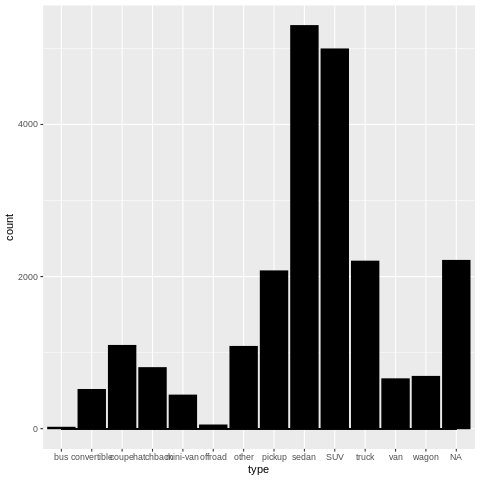 count
4000
2000
0
bus convertible coupe hatchback mini-van offroad other pickup sedan SUV truck van wagon NA
type